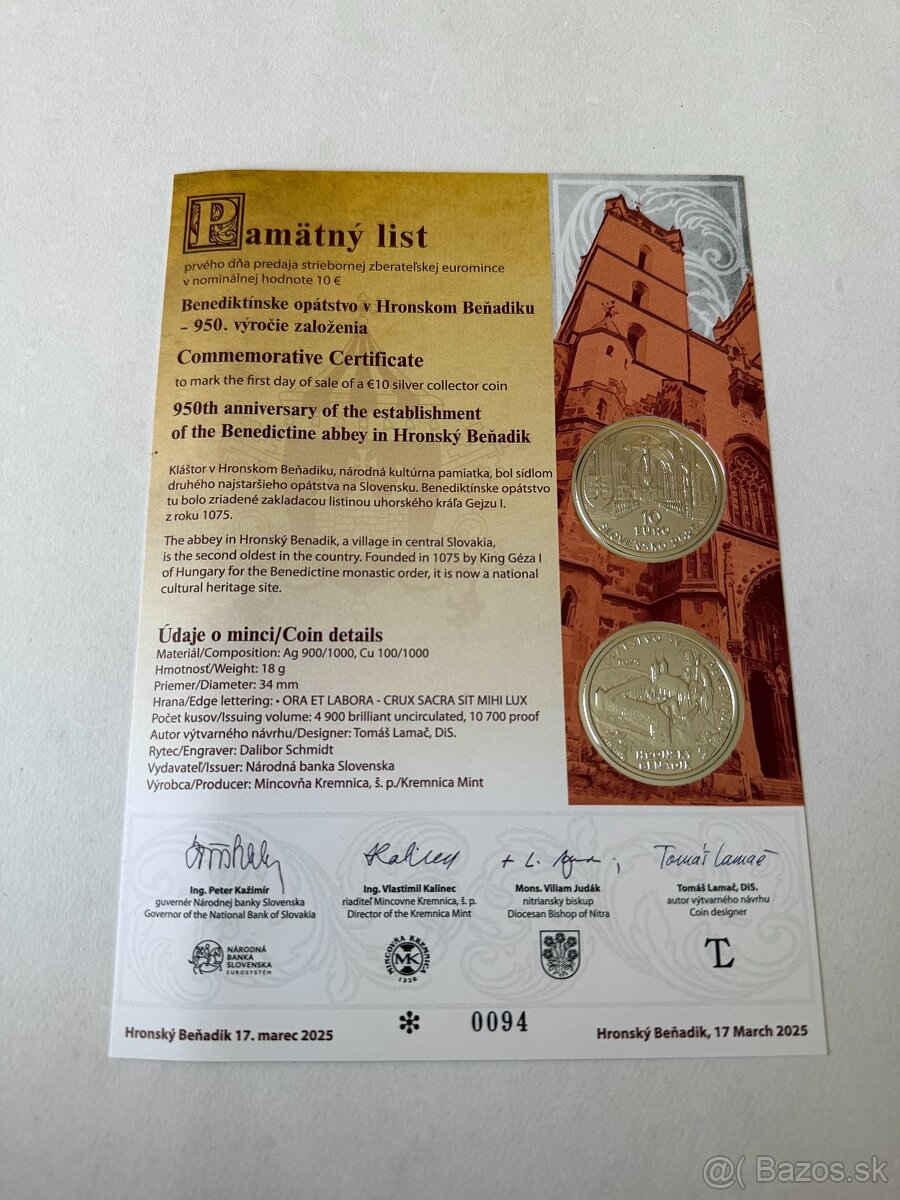 Pamätný list
prvého dňa predaja striebornej zberateľskej euromince
v nominálnej hodnote 10 €
Benediktínske opátstvo v Hronskom Beňadiku
– 950. výročie založenia
Commemorative Certificate
to mark the first day of sale of a €10 silver collector coin
950th anniversary of the establishment
of the Benedictine abbey in Hronský Beňadik
Kláštor v Hronskom Beňadiku, národná kultúrna pamiatka, bol sídlom
druhého najstaršieho opátstva na Slovensku. Benediktínske opátstvo
tu bolo zriadené zakladacou listinou uhorského kráľa Gejzu I.
z roku 1075.
The abbey in Hronský Benadik, a village in central Slovakia,
is the second oldest in the country. Founded in 1075 by King Géza I
of Hungary for the Benedictine monastic order, it is now a national
cultural heritage site.
Údaje o minci/Coin details
Materiál/Composition: Ag 900/1000, Cu 100/1000
Hmotnosť/Weight: 18 g
Priemer/Diameter: 34 mm
Hrana/Edge lettering: • ORA ET LABORA - CRUX SACRA SIT MIHI LUX
Počet kusov/Issuing volume: 4 900 brilliant uncirculated, 10 700 proof
Autor výtvarného návrhu/Designer: Tomáš Lamač, DiS.
Rytec/Engraver: Dalibor Schmidt
Vydavateľ/Issuer: Národná banka Slovenska
Výrobca/Producer: Mincovňa Kremnica, š. p./Kremnica Mint
10
EURO
SLOVENSKO
1075
HRONSKÝ
BEŇADIK
Kalinec
Tomáš Lamač
Ing. Peter Kažimír
guvernér Národnej banky Slovenska
Governor of the National Bank of Slovakia
Ing. Vlastimil Kalinec
riaditeľ Mincovne Kremnica, š. p.
Director of the Kremnica Mint
Mons. Viliam Judák
nitriansky biskup
Diocesan Bishop of Nitra
Tomáš Lamač, DiS.
autor výtvarného návrhu
Coin designer
NÁRODNÁ
BANKA
SLOVENSKA
EUROSYSTÉM
MINCOVŇA KREMNICA
MK
1328
TL
Hronský Beňadik 17. marec 2025
✻ 0094
Hronský Beňadik, 17 March 2025
@( Bazos.sk